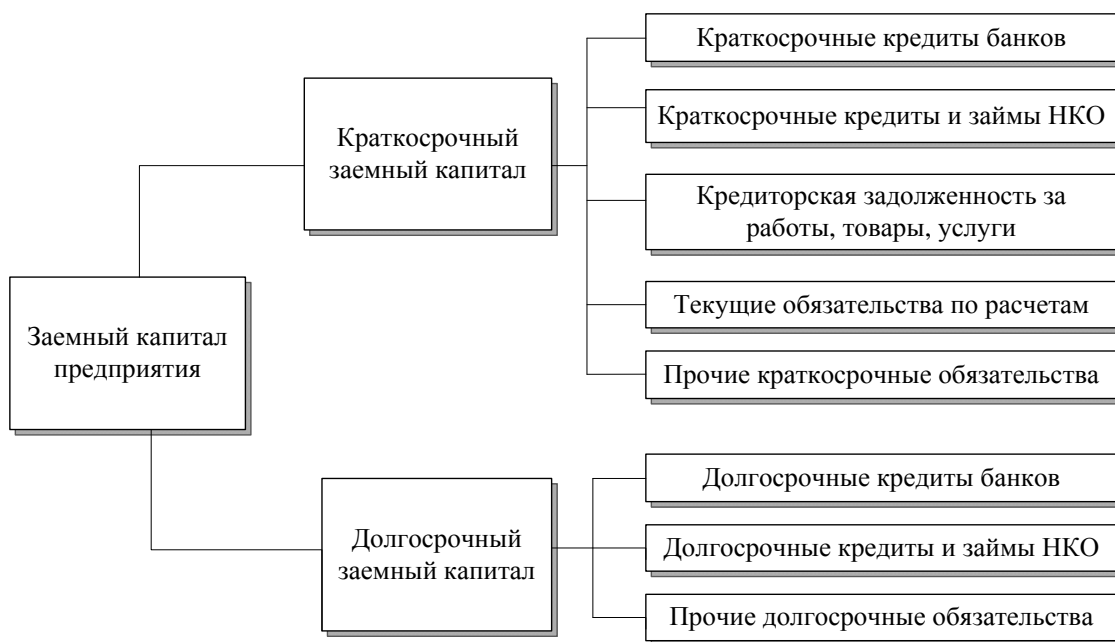 Краткосрочные кредиты банков
Краткосрочный
заемный капитал
Краткосрочные кредиты и займы НКО
Кредиторская задолженность за
работы, товары, услуги
Заемный капитал
предприятия
Текущие обязательства по расчетам
Прочие краткосрочные обязательства
Долгосрочный
заемный капитал
Долгосрочные кредиты банков
Долгосрочные кредиты и займы НКО
Прочие долгосрочные обязательства